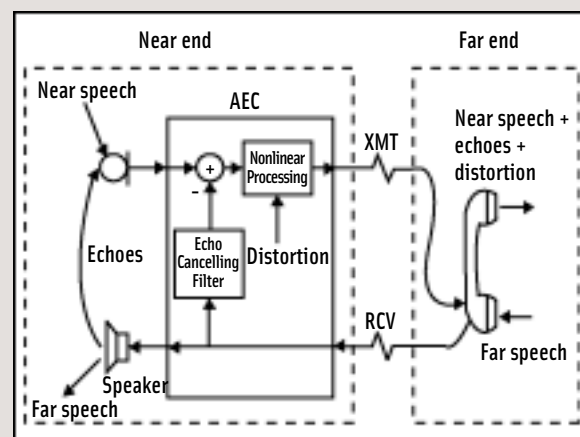 Near end
Far end
Near speech
AEC
XMT
Near speech +
echoes +
distortion
+
Nonlinear
Processing
-
Echoes
Echo
Cancelling
Filter
Distortion
RCV
Speaker
Far speech
Far speech